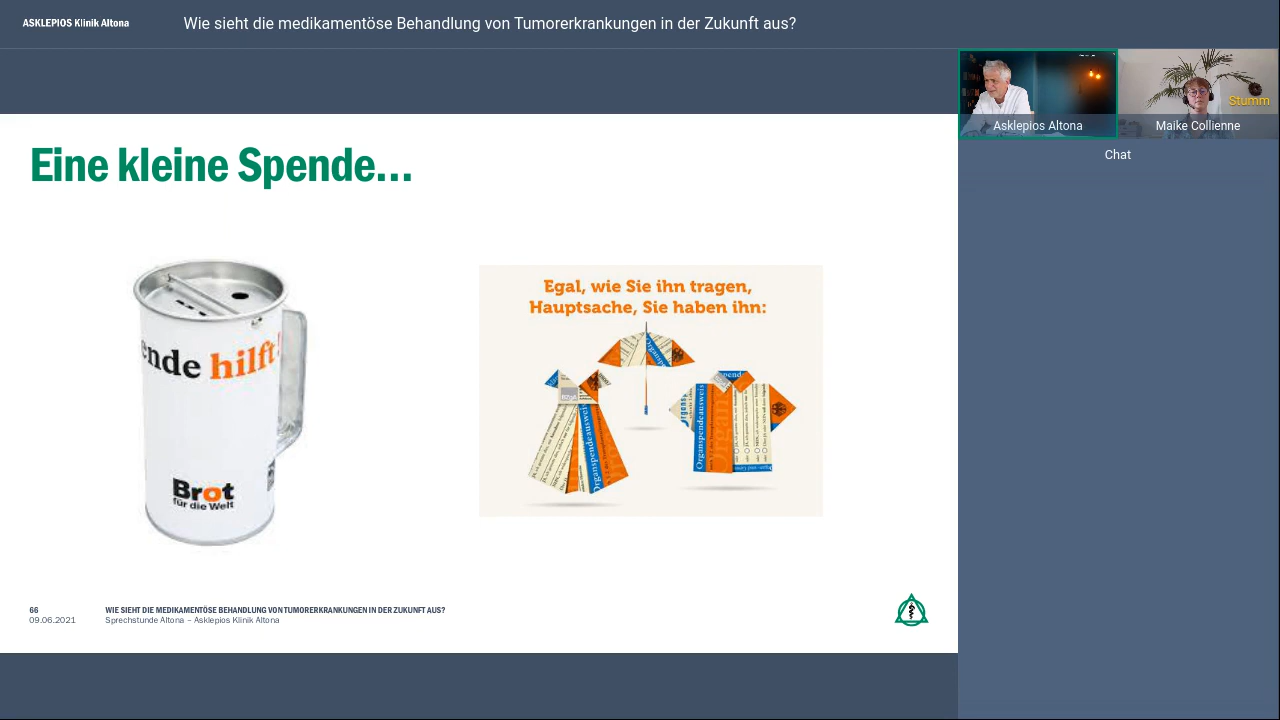 ASKLEPIOS Klinik Altona
Wie sieht die medikamentöse Behandlung von Tumorerkrankungen in der Zukunft aus?
Stumm
Asklepios Altona
Maike Collienne
Chat
Eine kleine Spende...
ende hilft!
Brot
für die Welt
Egal, wie Sie ihn tragen,
Hauptsache, Sie haben ihn:
Organspendeausweis
Organspendeausweis
66
WIE SIEHT DIE MEDIKAMENTÖSE BEHANDLUNG VON TUMORERKRANKUNGEN IN DER ZUKUNFT AUS?
09.06.2021
Sprechstunde Altona – Asklepios Klinik Altona